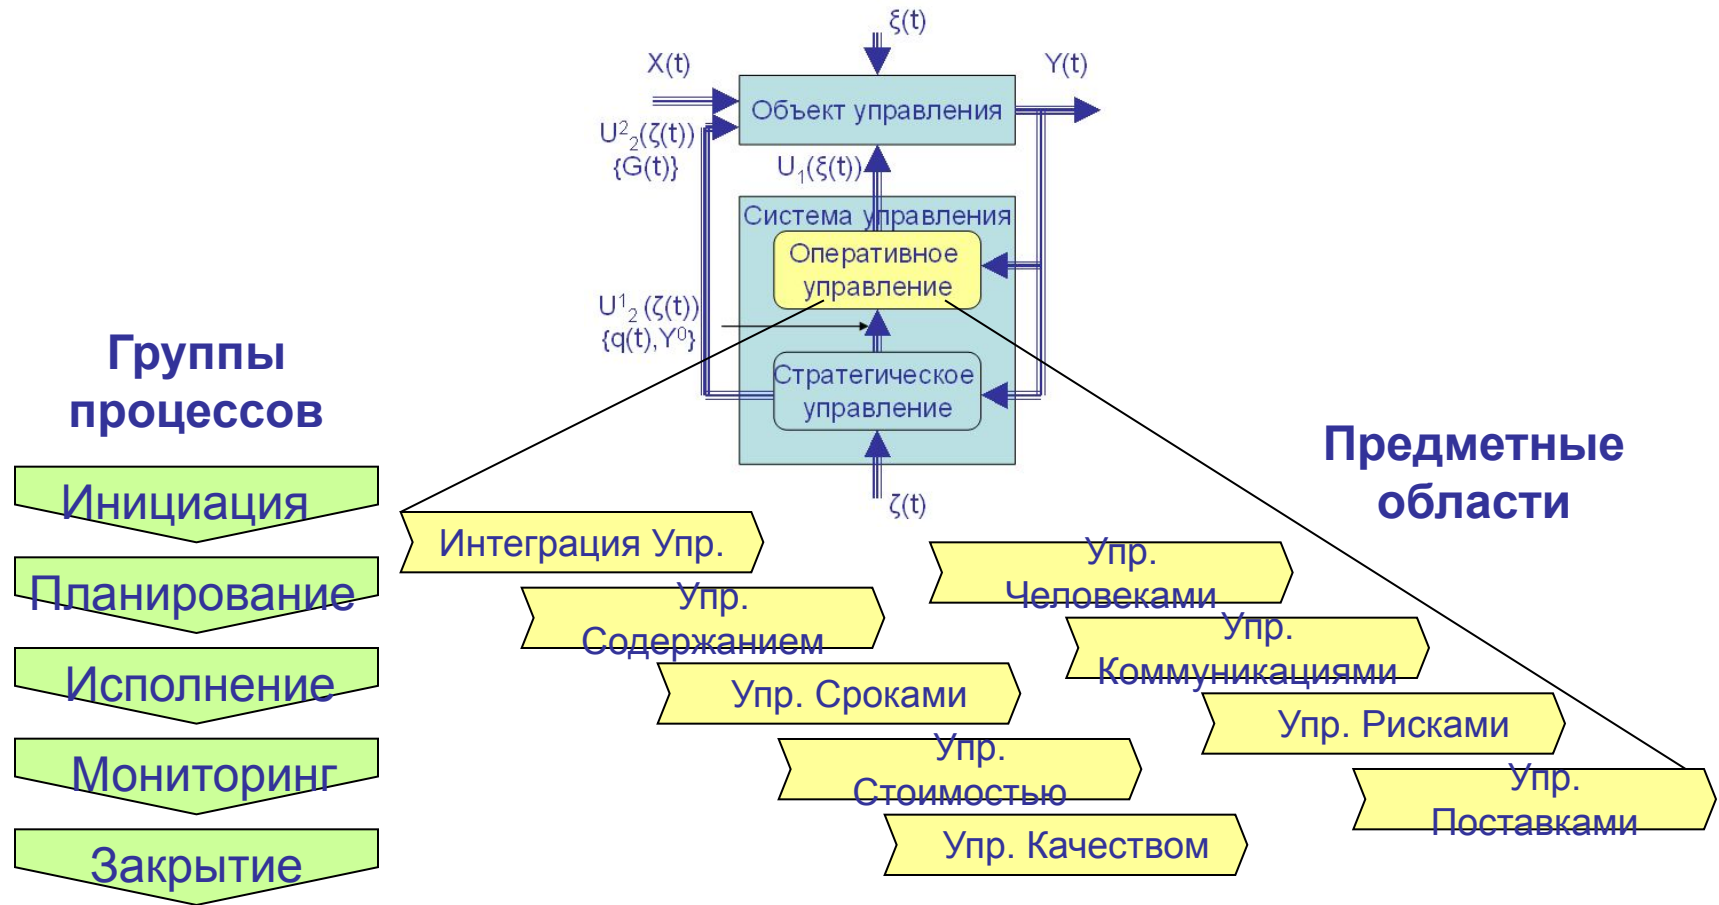 ξ(t)
X(t)
Y(t)
Объект управления
U²₂(ζ(t))
{G(t)}
U₁(ξ(t))
Система управления
Оперативное
управление
U¹₂(ζ(t))
{q(t),Y⁰}
Стратегическое
управление
ζ(t)
Группы
процессов
Инициация
Планирование
Исполнение
Мониторинг
Закрытие
Предметные
области
Интеграция Упр.
Упр.
Содержанием
Упр. Сроками
Упр.
Стоимостью
Упр. Качеством
Упр.
Человеками
Упр.
Коммуникациями
Упр. Рисками
Упр.
Поставками